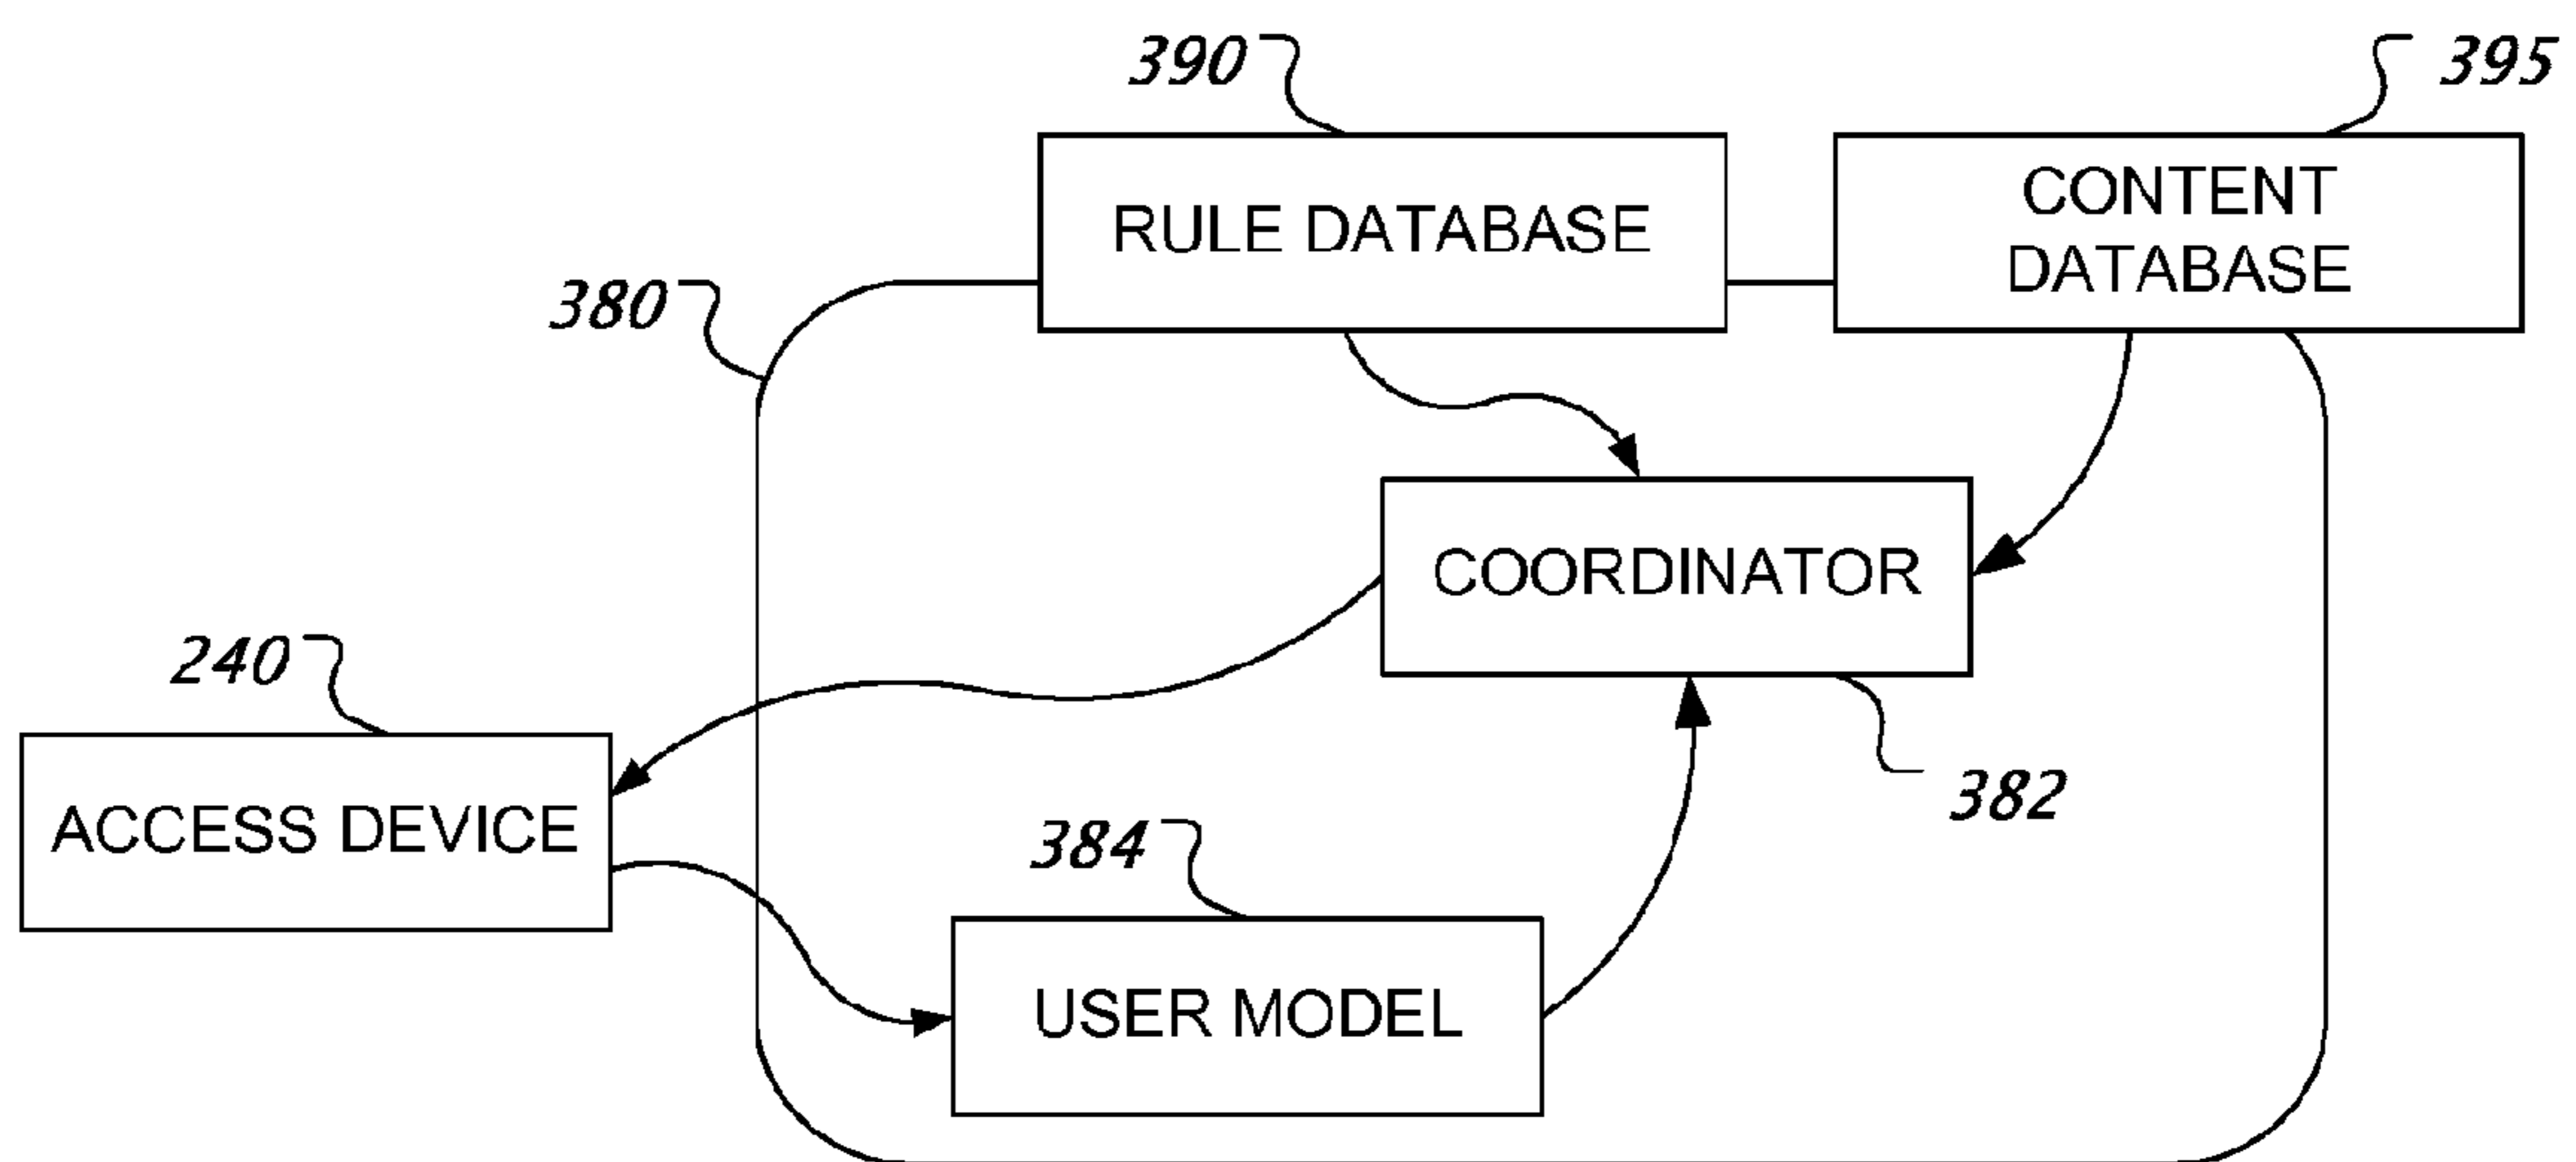 390
395
RULE DATABASE
CONTENT
DATABASE
380
COORDINATOR
240
382
ACCESS DEVICE
384
USER MODEL